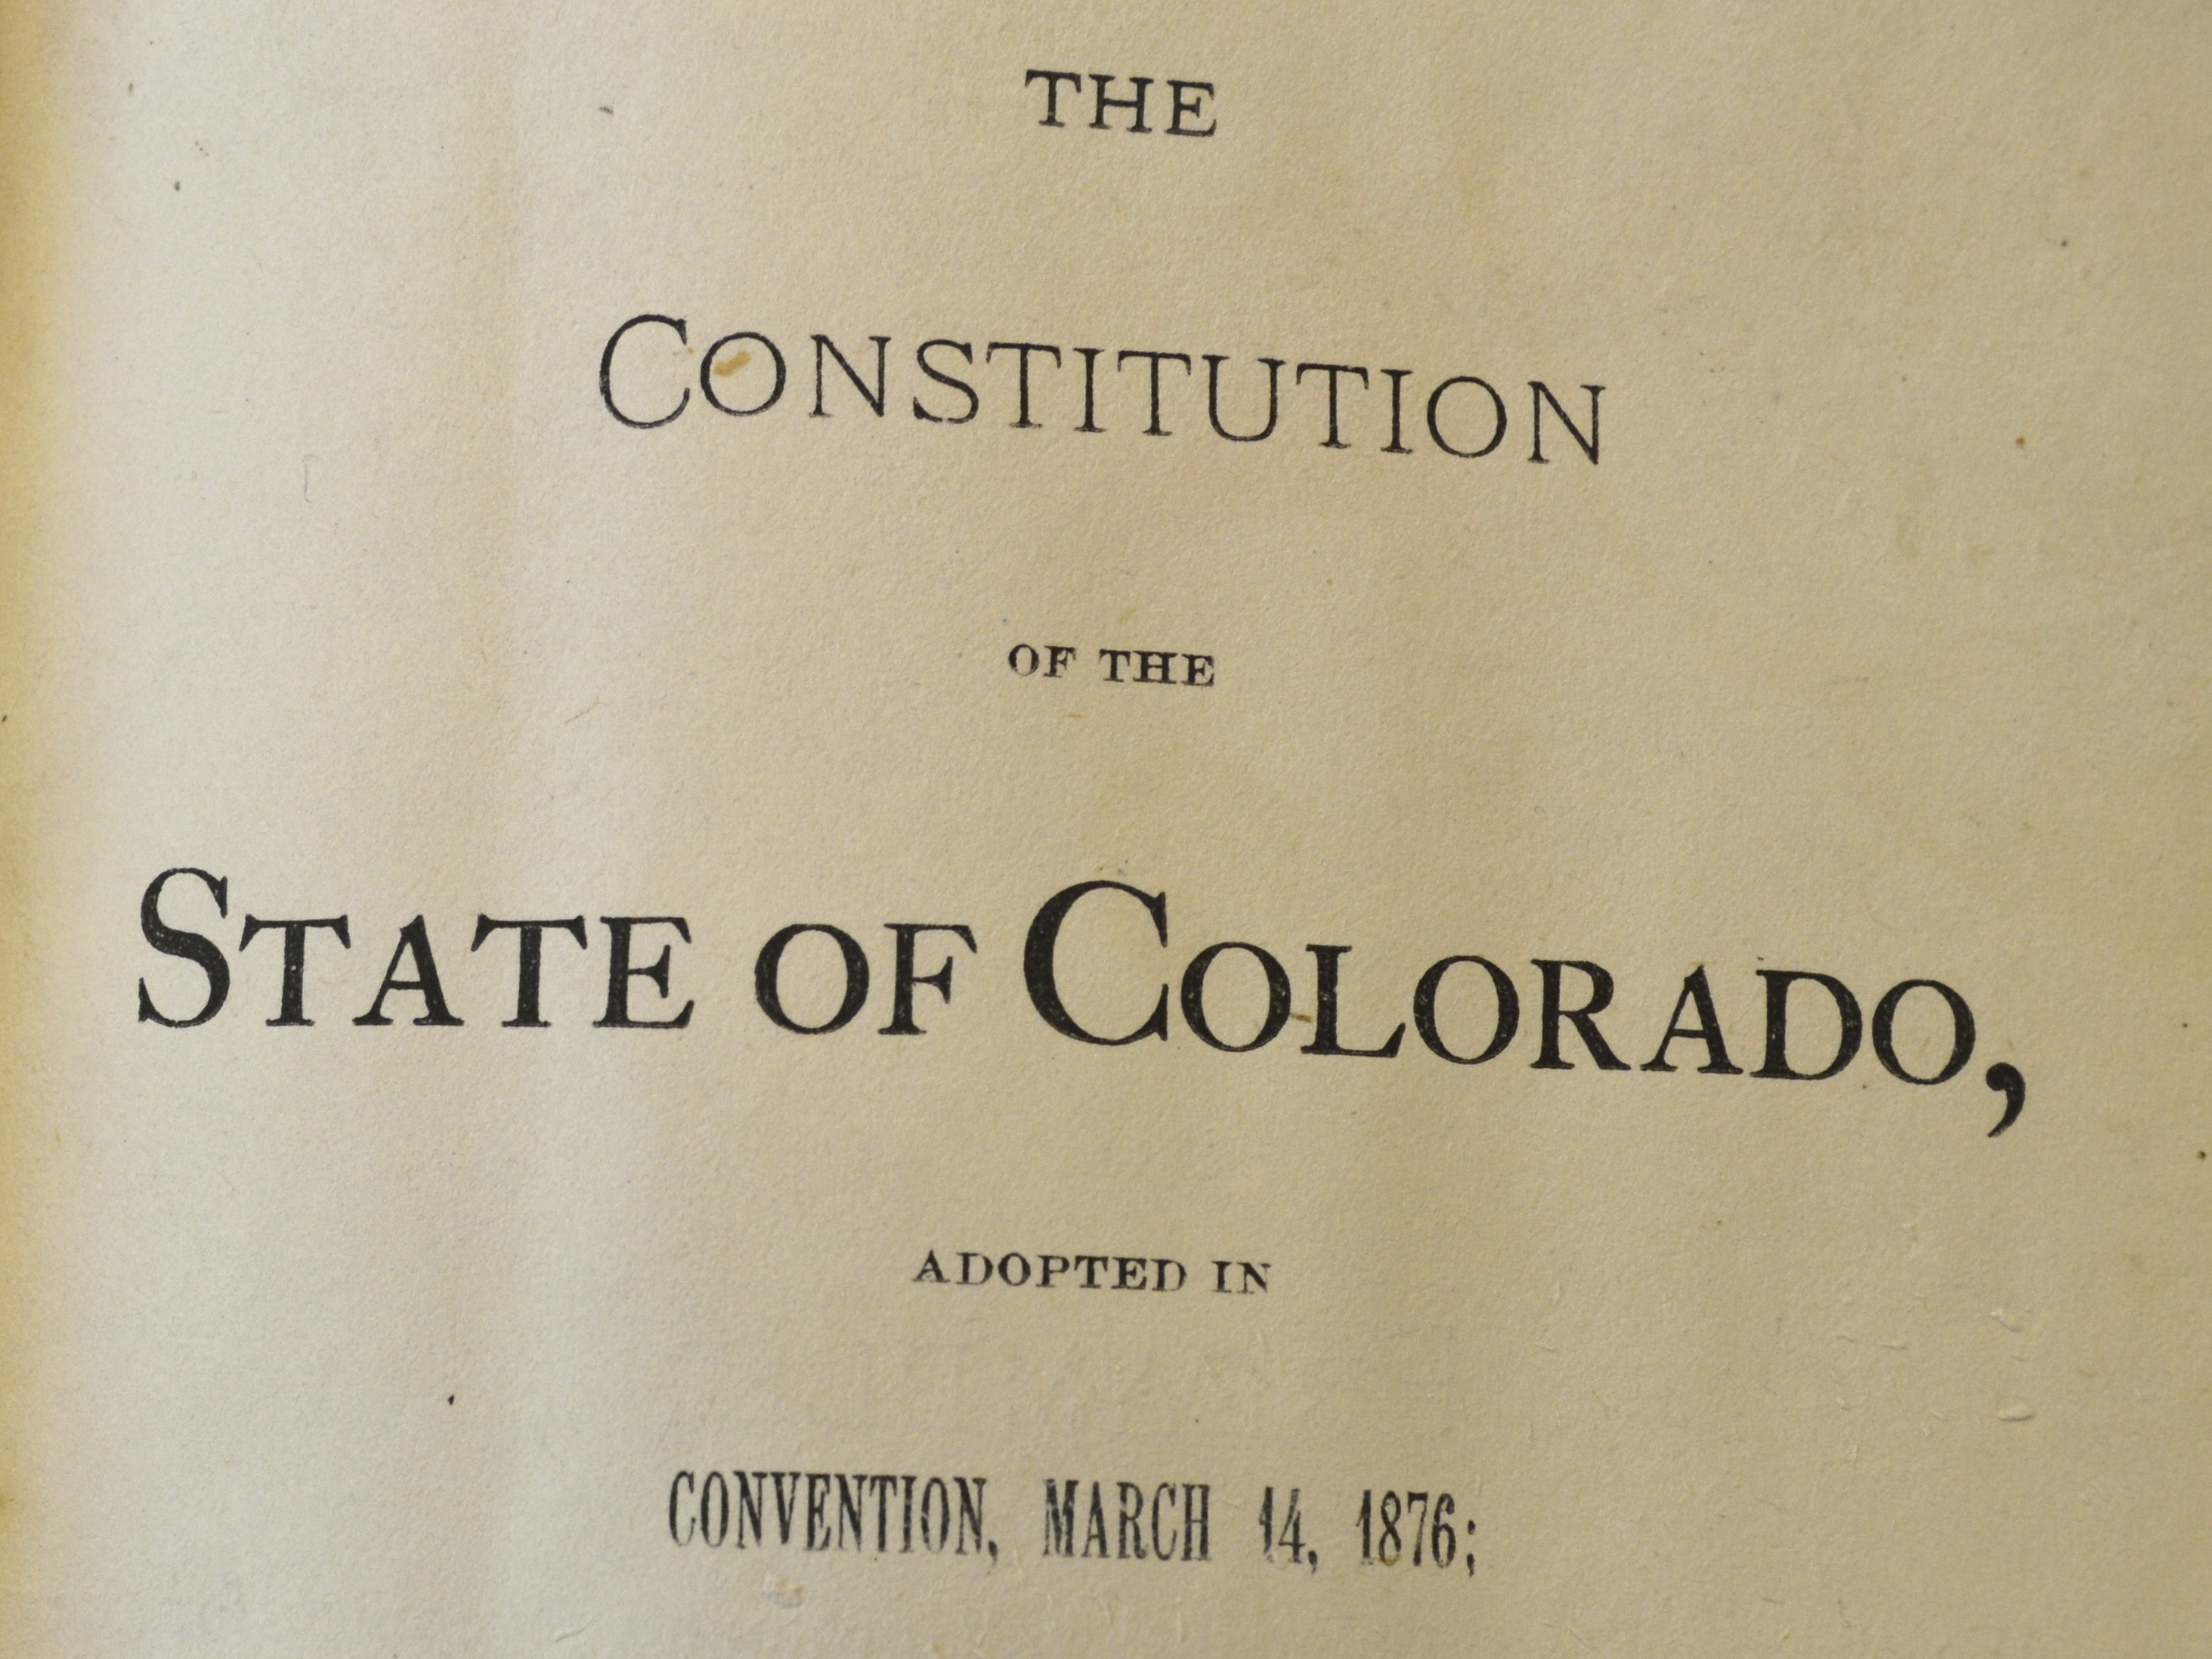 THE
CONSTITUTION
OF THE
STATE OF COLORADO,
ADOPTED IN
CONVENTION, MARCH 14, 1876;